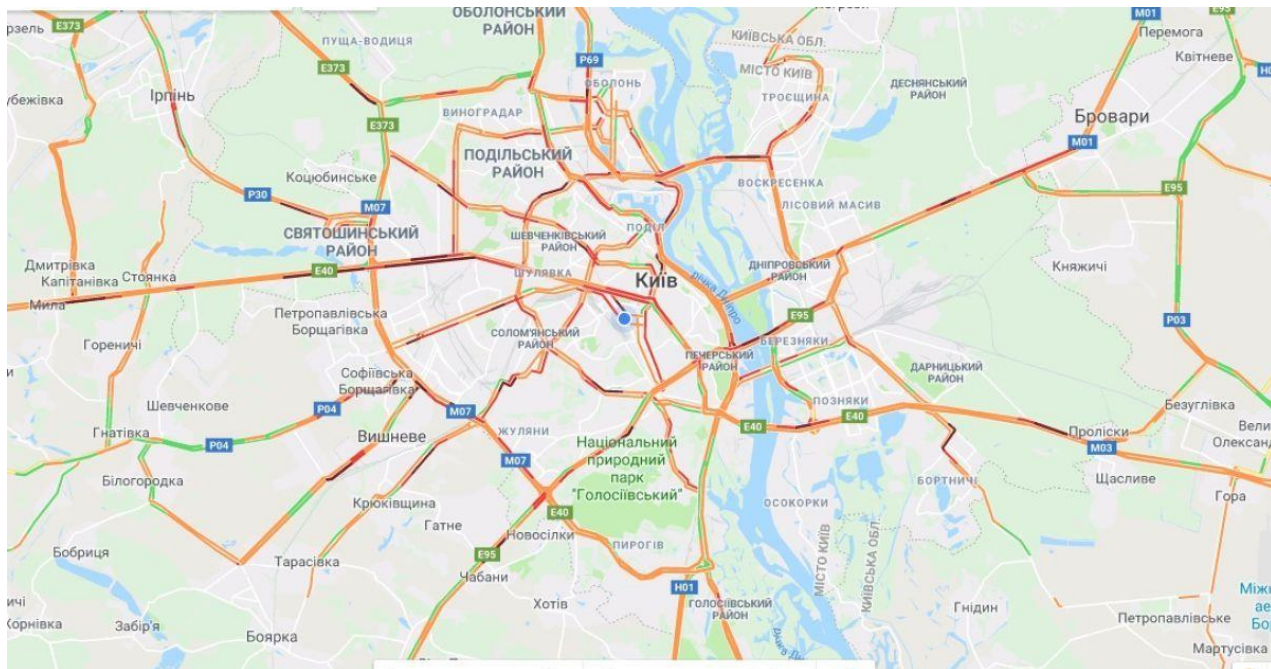 ОБОЛОНСЬКИЙ
РАЙОН
E373
M01
E95
Перемога
Квітневе
ПУЩА-ВОДИЦЯ
P69
КИЇВСЬКА ОБЛ.
МІСТО КИЇВ
E373
ОБОЛОНЬ
ТРОЄЩИНА
ДЕСНЯНСЬКИЙ
РАЙОН
Ірпінь
ВИНОГРАДАР
E373
Бровари
M01
ПОДІЛЬСЬКИЙ
РАЙОН
Коцюбинське
P30
M07
ВОСКРЕСЕНКА
ЛІСОВИЙ МАСИВ
E95
СВЯТОШИНСЬКИЙ
РАЙОН
ШЕВЧЕНКІВСЬКИЙ
РАЙОН
ПОДІЛ
Дмитрівка
Капітанівка
Стоянка
E40
ШУЛЯВКА
Київ
річка Дніпро
ДНІПРОВСЬКИЙ
РАЙОН
Княжичі
Мила
Петропавлівська
Борщагівка
E95
P03
Гореничі
СОЛОМ'ЯНСЬКИЙ
РАЙОН
ПЕЧЕРСЬКИЙ
РАЙОН
БЕРЕЗНЯКИ
ДАРНИЦЬКИЙ
РАЙОН
Софіївська
Борщагівка
Шевченкове
P04
M07
ПОЗНЯКИ
E40
E40
Безуглівка
Гнатівка
P04
Вишневе
ЖУЛЯНИ
M07
Національний
природний
парк
"Голосіївський"
Проліски
M03
Щасливе
Білогородка
Крюківщина
БОРТНИЧІ
Гора
Гатне
E40
Новосілки
ОСОКОРКИ
МІСТО КИЇВ
КИЇВСЬКА ОБЛ.
Бобриця
Тарасівка
E95
Чабани
ПИРОГІВ
H01
Хотів
ГОЛОСІЇВСЬКИЙ
РАЙОН
Гнідин
Забір'я
Боярка
Петропавлівське
Мартусівка